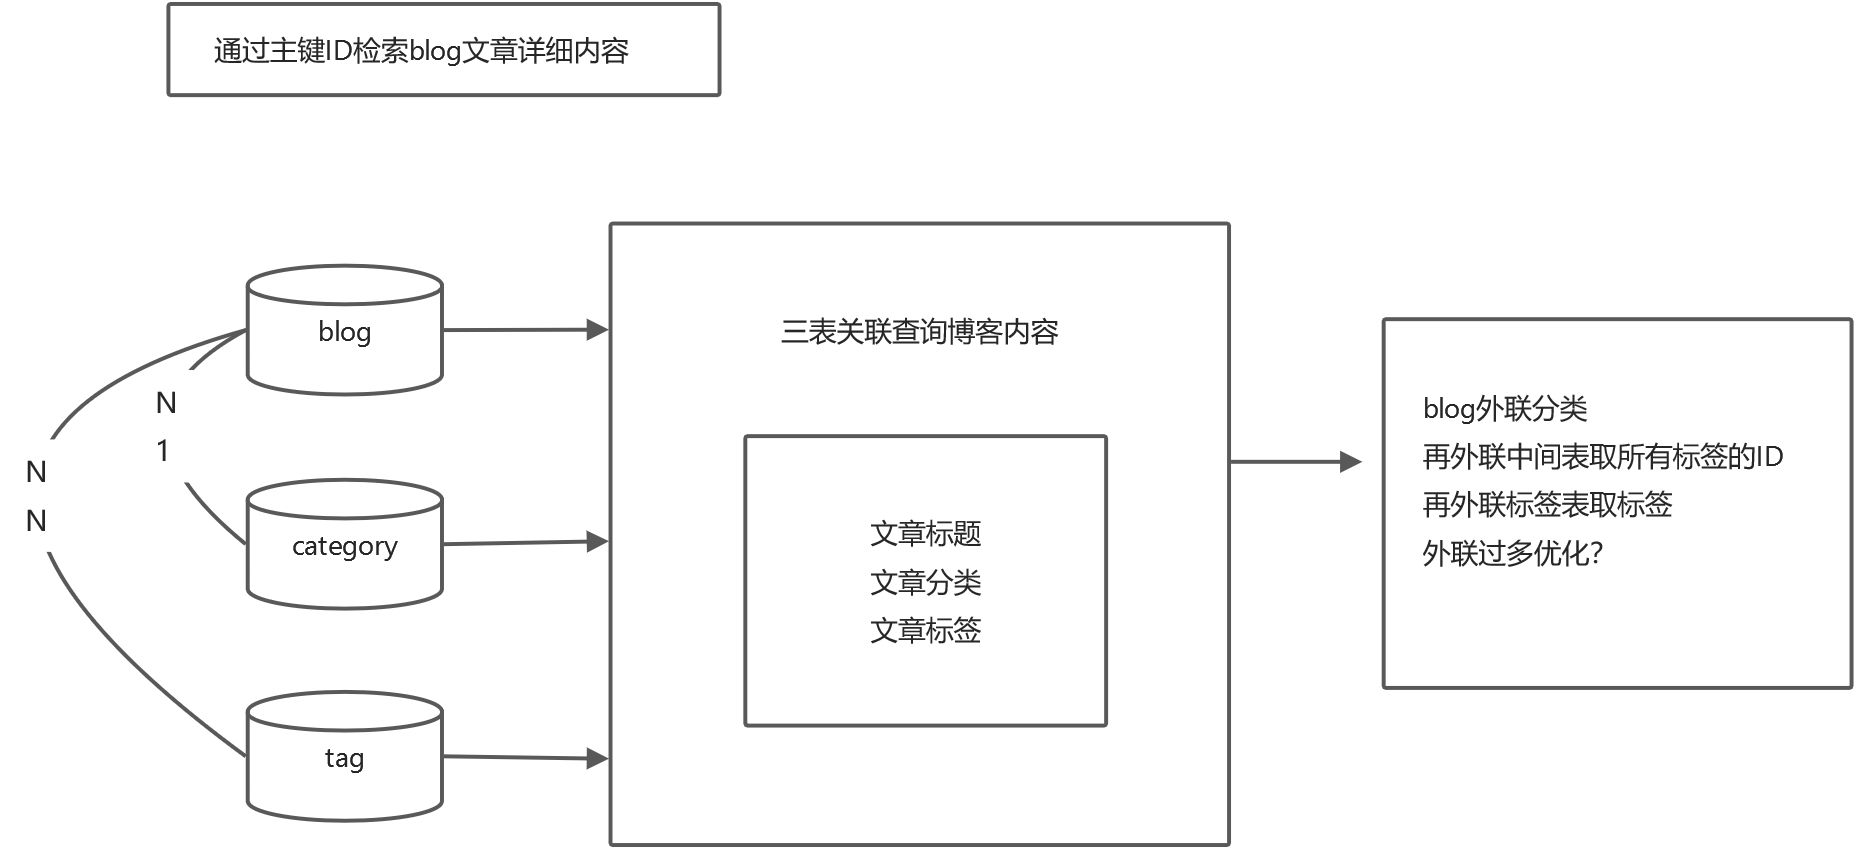 通过主键ID检索blog文章详细内容
blog
N
1
N
N
category
tag
三表关联查询博客内容
文章标题
文章分类
文章标签
blog外联分类
再外联中间表取所有标签的ID
再外联标签表取标签
外联过多优化?